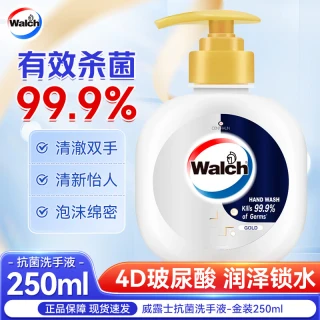 Walch
有效杀菌
99.9%
清澈双手
清新怡人
泡沫绵密
Walch
HAND WASH
Kills 99.9%
of Germs
GOLD
抗菌洗手液
250ml
4D玻尿酸 润泽锁水
正品保障 现货速发
威露士抗菌洗手液-金装250ml